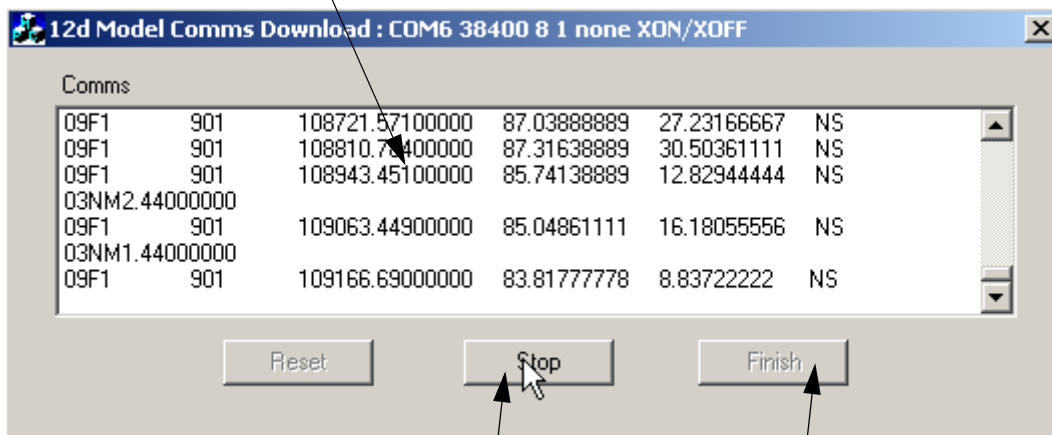 12d Model Comms Download : COM6 38400 8 1 none XON/XOFF
Comms
09F1 901 108721.57100000 87.03888889 27.23166667 NS
09F1 901 108810.78400000 87.31638889 30.50361111 NS
09F1 901 108943.45100000 85.74138889 12.82944444 NS
03NM2.44000000
09F1 901 109063.44900000 85.04861111 16.18055556 NS
03NM1.44000000
09F1 901 109166.69000000 83.81777778 8.83722222 NS
Reset Stop Finish